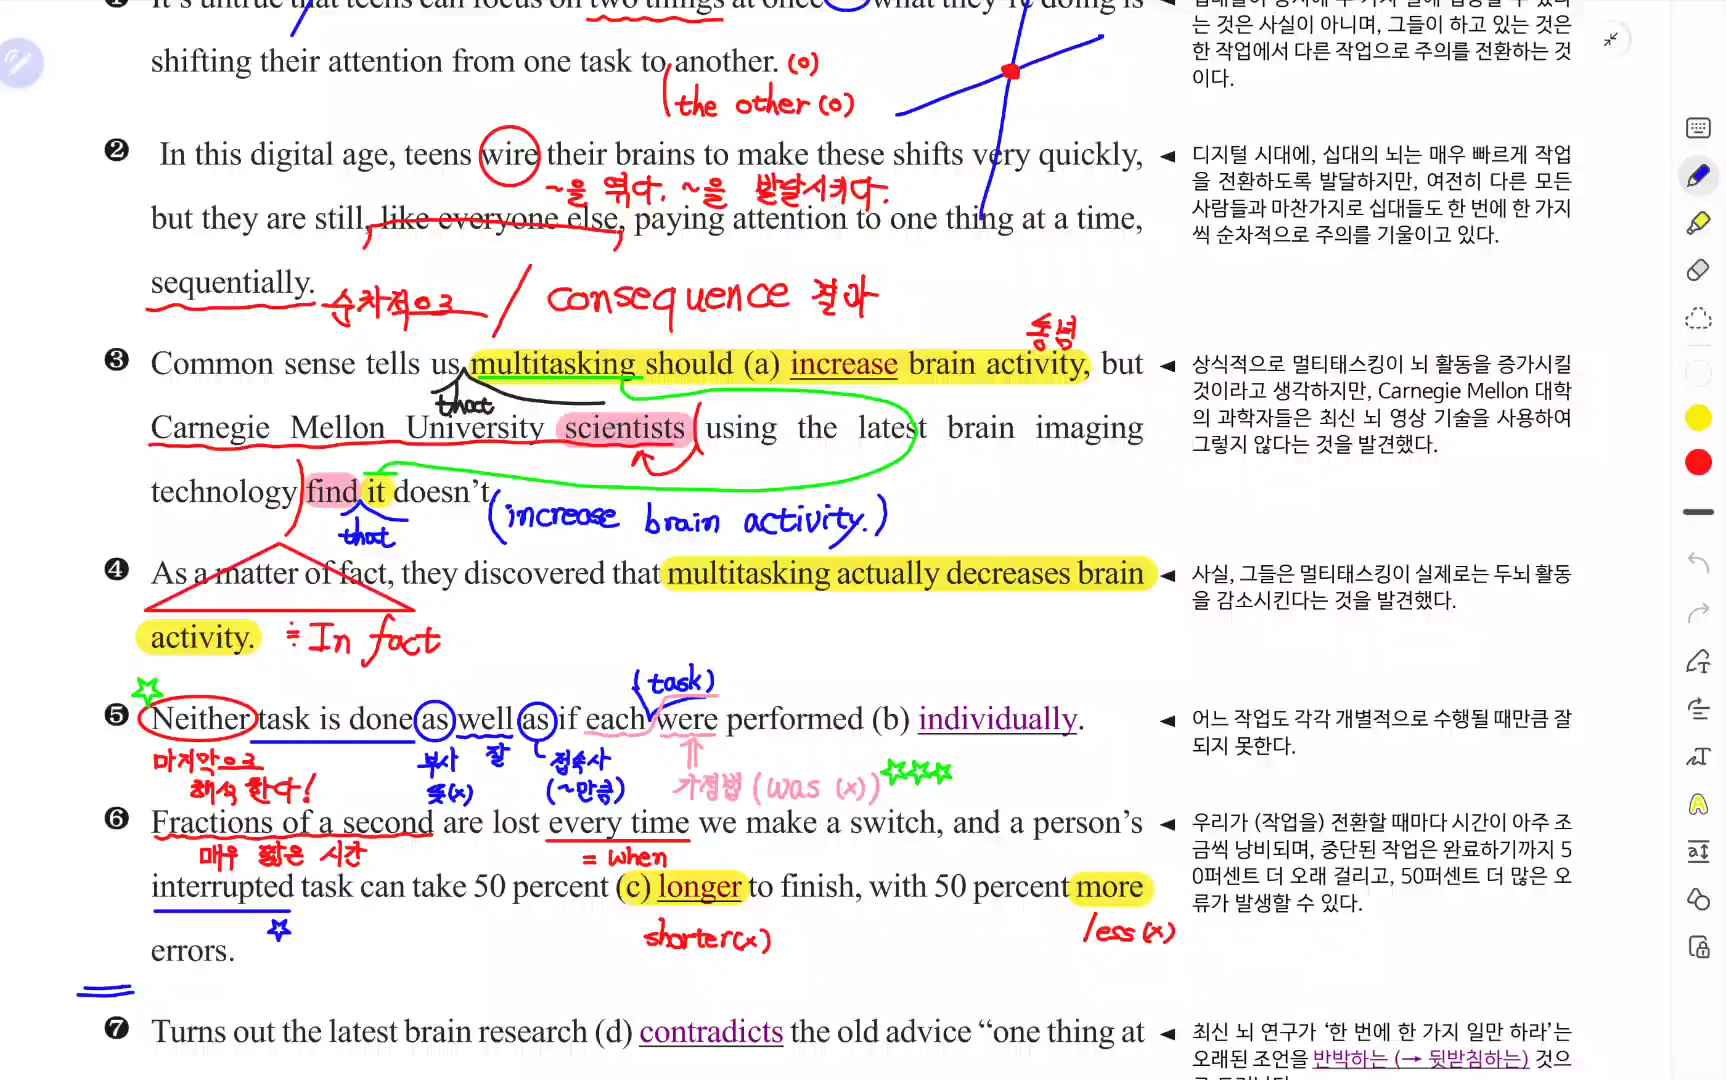 It's untrue that teens can focus on two things at once what they're doing is
shifting their attention from one task to another. (o)
the other (o)
는 것은 사실이 아니며, 그들이 하고 있는 것은
한 작업에서 다른 작업으로 주의를 전환하는 것
이다.
❷ In this digital age, teens wire their brains to make these shifts very quickly,
~을 엮다. ~을 발달시키다.
but they are still, like everyone else, paying attention to one thing at a time,
sequentially. 순차적으로 / consequence 결과
◄ 디지털 시대에, 십대의 뇌는 매우 빠르게 작업
을 전환하도록 발달하지만, 여전히 다른 모든
사람들과 마찬가지로 십대들도 한 번에 한 가지
씩 순차적으로 주의를 기울이고 있다.
통념
❸ Common sense tells us multitasking should (a) increase brain activity, but
that
Carnegie Mellon University scientists using the latest brain imaging
technology find it doesn't.
that
(increase brain activity.)
◄ 상식적으로 멀티태스킹이 뇌 활동을 증가시킬
것이라고 생각하지만, Carnegie Mellon 대학
의 과학자들은 최신 뇌 영상 기술을 사용하여
그렇지 않다는 것을 발견했다.
❹ As a matter of fact, they discovered that multitasking actually decreases brain
activity. ≒ In fact
◄ 사실, 그들은 멀티태스킹이 실제로는 두뇌 활동
을 감소시킨다는 것을 발견했다.
(task)
❺ Neither task is done as well as if each were performed (b) individually.
마지막으로 부사 잘 접속사
해석 한다! 뜻(x) (~만큼) 가정법 (was (x))
◄ 어느 작업도 각각 개별적으로 수행될 때만큼 잘
되지 못한다.
❻ Fractions of a second are lost every time we make a switch, and a person's
매우 짧은 시간 = when
interrupted task can take 50 percent (c) longer to finish, with 50 percent more
shorter(x) less (x)
errors.
◄ 우리가 (작업을) 전환할 때마다 시간이 아주 조
금씩 낭비되며, 중단된 작업은 완료하기까지 5
0퍼센트 더 오래 걸리고, 50퍼센트 더 많은 오
류가 발생할 수 있다.
❼ Turns out the latest brain research (d) contradicts the old advice “one thing at
◄ 최신 뇌 연구가 ‘한 번에 한 가지 일만 하라’는
오래된 조언을 반박하는 (→ 뒷받침하는) 것으